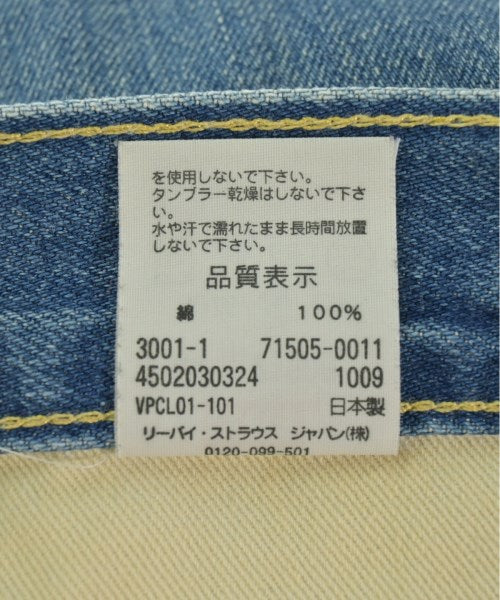 を使用しないで下さい。
タンブラー乾燥はしないで下さ
い。
水や汗で濡れたまま長時間放置
しないで下さい。
品質表示
綿 100%
3001-1 71505-0011
4502030324 1009
VPCL01-101 日本製
リーバイ・ストラウス ジャパン(株)
0120-099-501